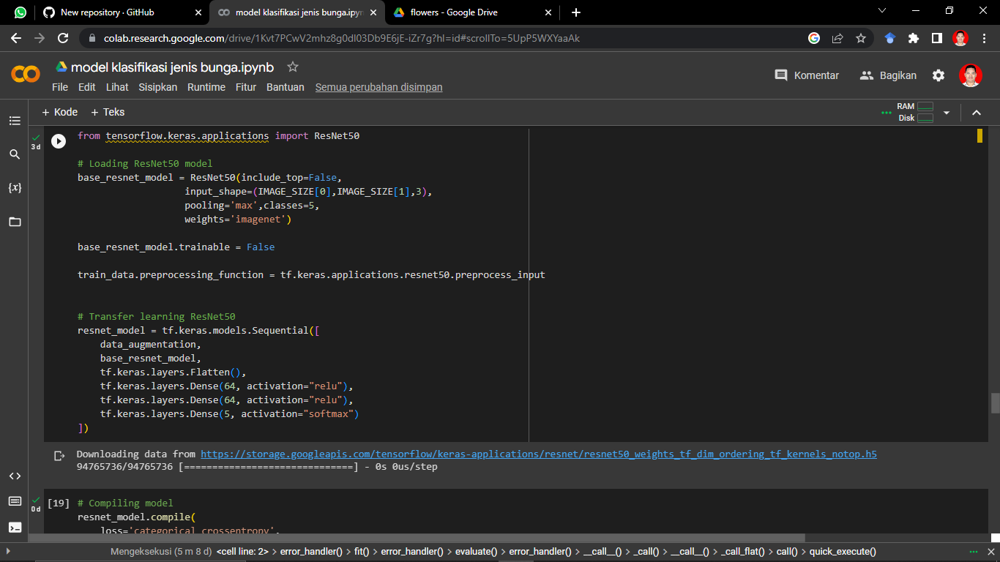 New repository · GitHub
model klasifikasi jenis bunga.ipyn
flowers - Google Drive
colab.research.google.com/drive/1Kvt7PCwV2mhz8g0dI03Db9E6jE-iZr7g?hl=id#scrollTo=5UpP5WXYaaAk
model klasifikasi jenis bunga.ipynb
Komentar
Bagikan
File Edit Lihat Sisipkan Runtime Fitur Bantuan Semua perubahan disimpan
+ Kode + Teks
RAM
Disk
3d
from tensorflow.keras.applications import ResNet50
# Loading ResNet50 model
base_resnet_model = ResNet50(include_top=False,
input_shape=(IMAGE_SIZE[0],IMAGE_SIZE[1],3),
pooling='max',classes=5,
weights='imagenet')
base_resnet_model.trainable = False
train_data.preprocessing_function = tf.keras.applications.resnet50.preprocess_input
# Transfer learning ResNet50
resnet_model = tf.keras.models.Sequential([
data_augmentation,
base_resnet_model,
tf.keras.layers.Flatten(),
tf.keras.layers.Dense(64, activation="relu"),
tf.keras.layers.Dense(64, activation="relu"),
tf.keras.layers.Dense(5, activation="softmax")
])
Downloading data from https://storage.googleapis.com/tensorflow/keras-applications/resnet/resnet50_weights_tf_dim_ordering_tf_kernels_notop.h5
94765736/94765736 [==============================] - 0s 0us/step
0d
[19] # Compiling model
resnet_model.compile(
loss='categorical_crossentropy',
Mengeksekusi (5 m 8 d) <cell line: 2> > error_handler() > fit() > error_handler() > evaluate() > error_handler() > __call__() > _call() > __call__() > _call_flat() > call() > quick_execute()